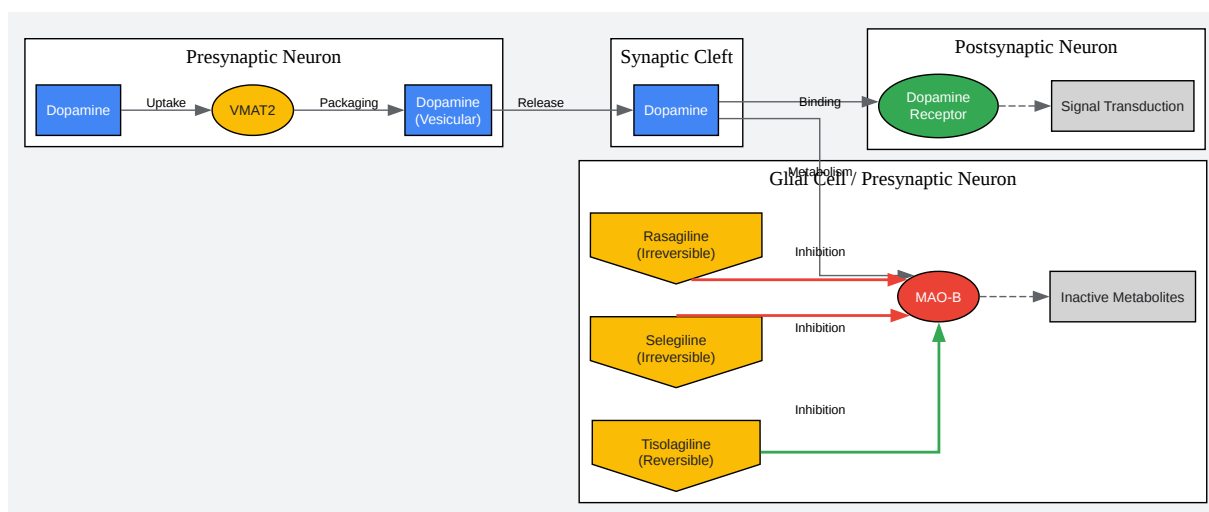 Presynaptic Neuron
Dopamine
Uptake
VMAT2
Packaging
Dopamine
(Vesicular)
Release
Synaptic Cleft
Dopamine
Binding
Metabolism
Postsynaptic Neuron
Dopamine
Receptor
Signal Transduction
Glial Cell / Presynaptic Neuron
Rasagiline
(Irreversible)
Inhibition
Selegiline
(Irreversible)
Inhibition
Tisolagiline
(Reversible)
Inhibition
MAO-B
Inactive Metabolites